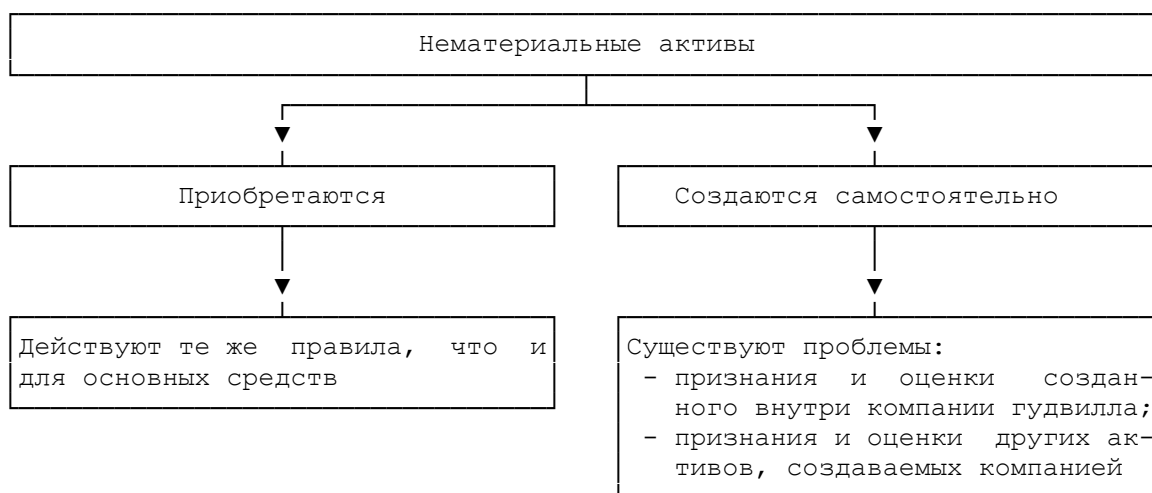 Нематериальные активы
Приобретаются
Создаются самостоятельно
Действуют те же правила, что и
для основных средств
Существуют проблемы:
- признания и оценки создан-
ного внутри компании гудвилла;
- признания и оценки других ак-
тивов, создаваемых компанией